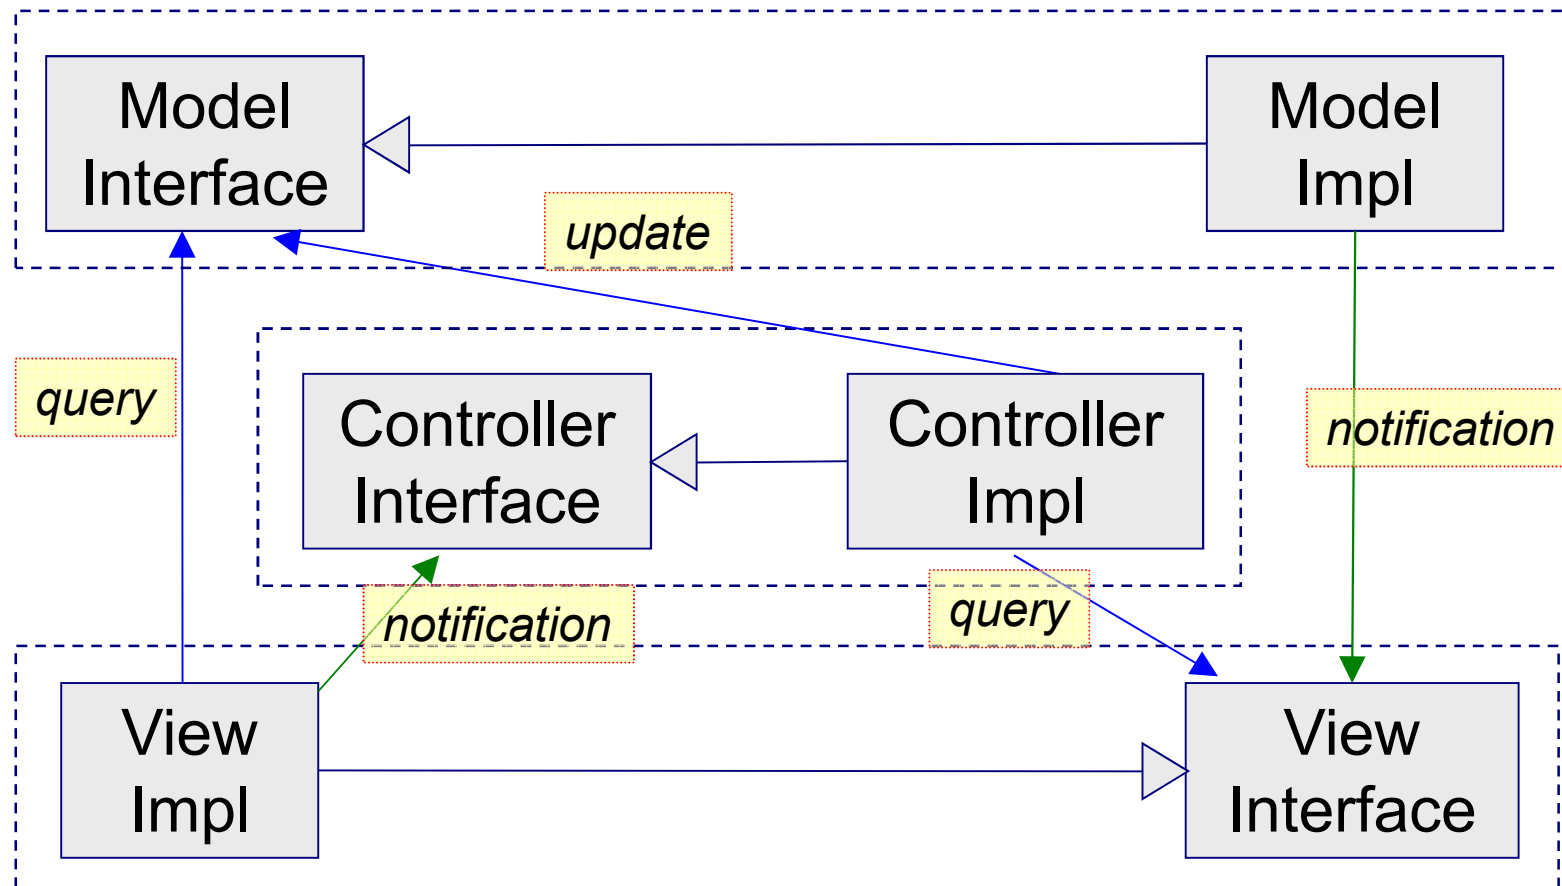 Model
Interface
Model
Impl
update
query
Controller
Interface
Controller
Impl
notification
notification
query
View
Impl
View
Interface